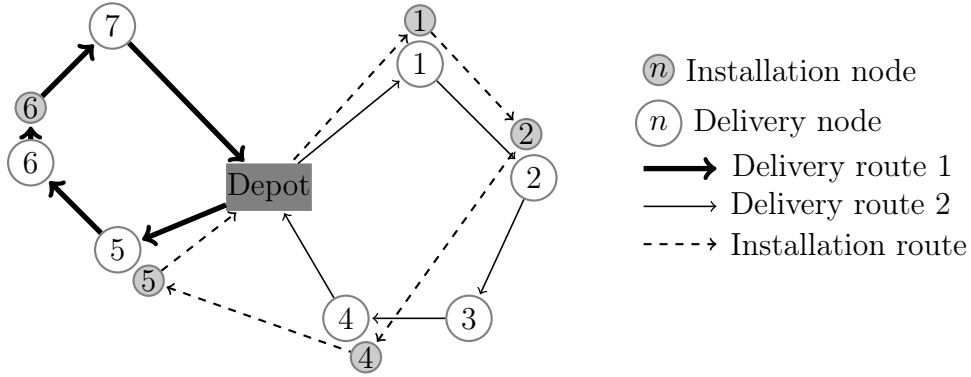 7
1
1
6
n Installation node
n Delivery node
2
6
Delivery route 1
2
Depot
Delivery route 2
5
Installation route
5
4
3
4